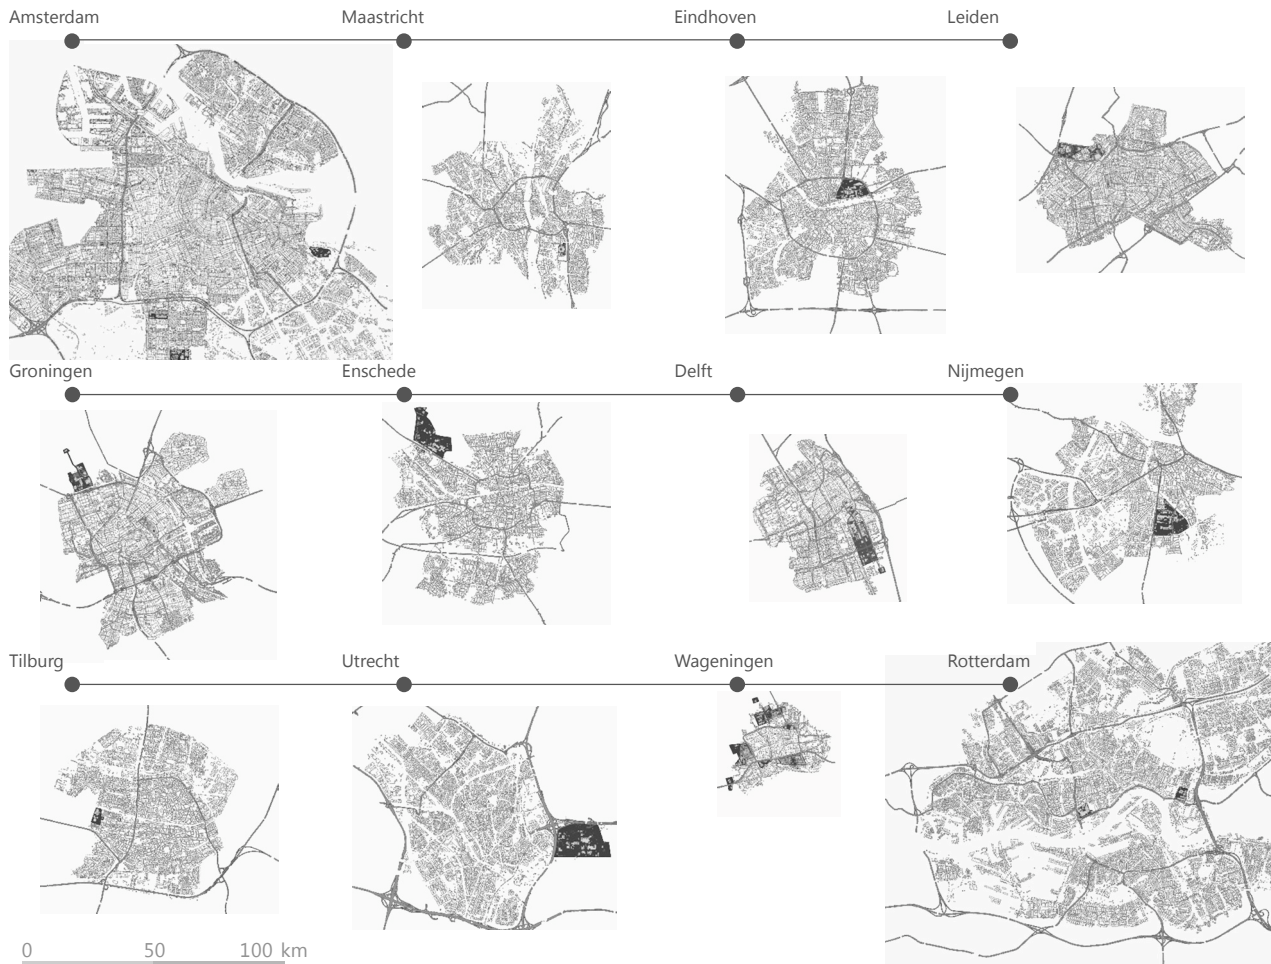 Amsterdam Maastricht Eindhoven Leiden
Groningen Enschede Delft Nijmegen
Tilburg Utrecht Wageningen Rotterdam
0 50 100 km